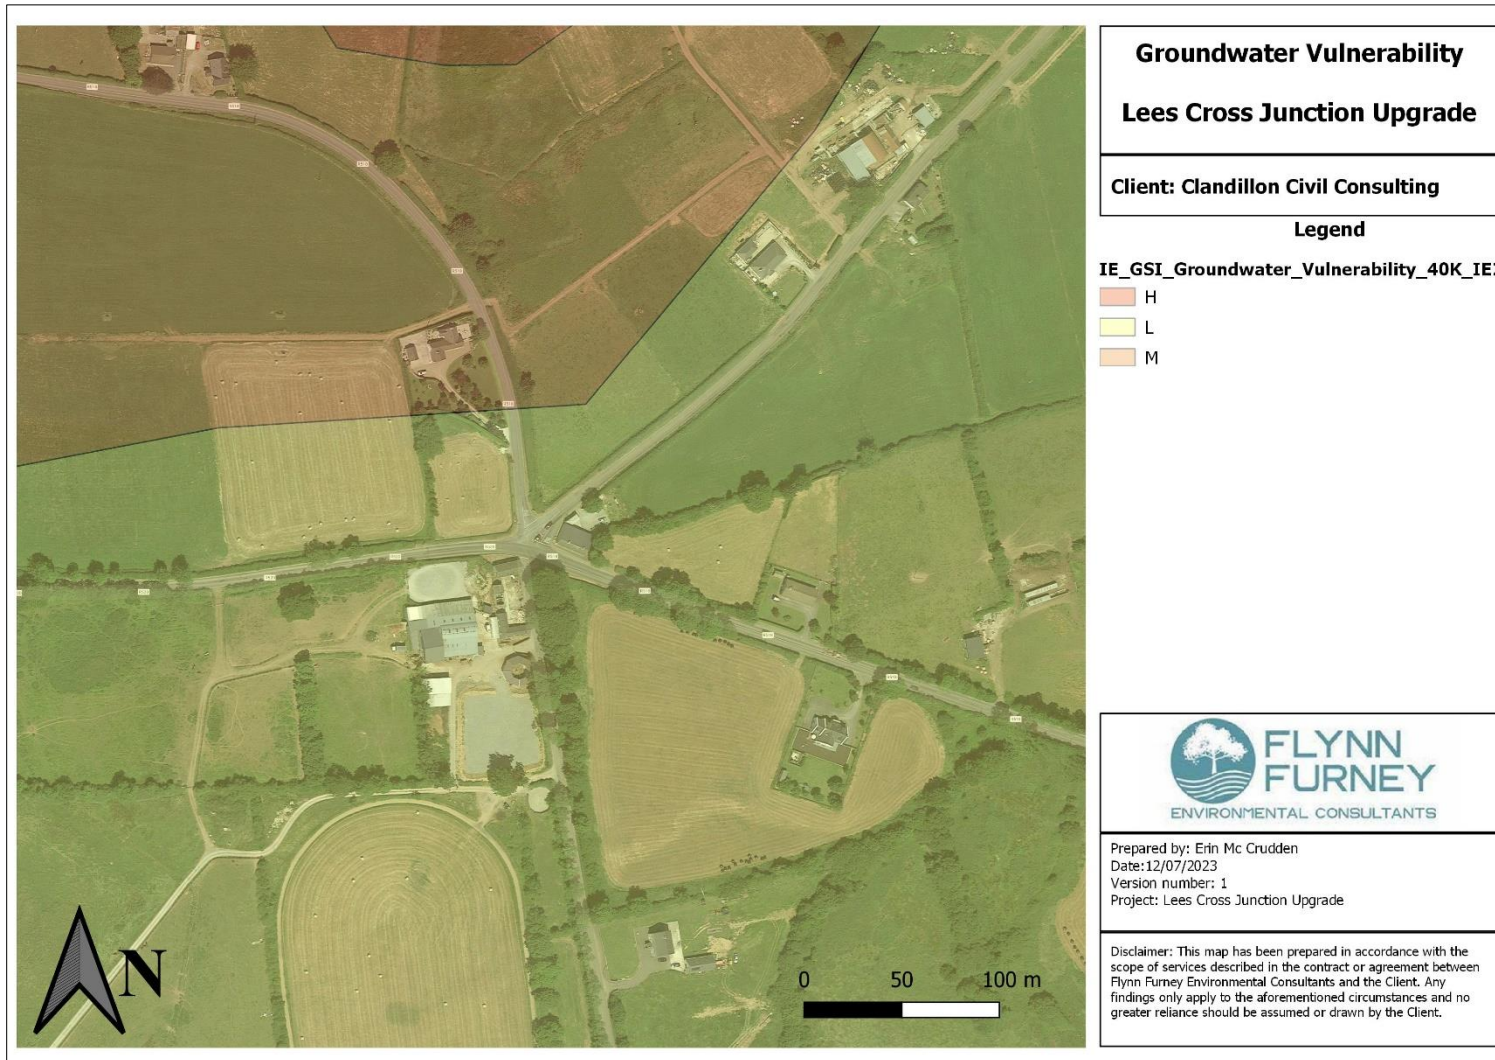 Groundwater Vulnerability
Lees Cross Junction Upgrade
Client: Clandillon Civil Consulting
Legend
IE_GSI_Groundwater_Vulnerability_40K_IE
H
L
M
FLYNN
FURNEY
ENVIRONMENTAL CONSULTANTS
Prepared by: Erin Mc Crudden
Date:12/07/2023
Version number: 1
Project: Lees Cross Junction Upgrade
Disclaimer: This map has been prepared in accordance with the
scope of services described in the contract or agreement between
Flynn Furney Environmental Consultants and the Client. Any
findings only apply to the aforementioned circumstances and no
greater reliance should be assumed or drawn by the Client.
N
0 50 100 m